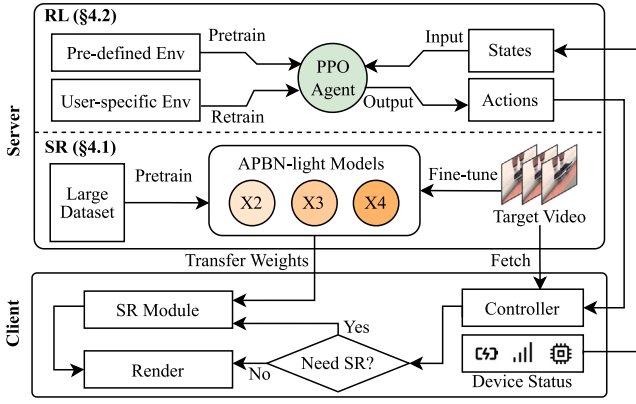 RL (§4.2)
Pre-defined Env
Pretrain
User-specific Env
Retrain
PPO
Agent
Input
States
Output
Actions
Server
SR (§4.1)
Large
Dataset
Pretrain
APBN-light Models
X2
X3
X4
Fine-tune
Target Video
Transfer Weights
Fetch
Client
SR Module
Render
Yes
Need SR?
No
Controller
Device Status